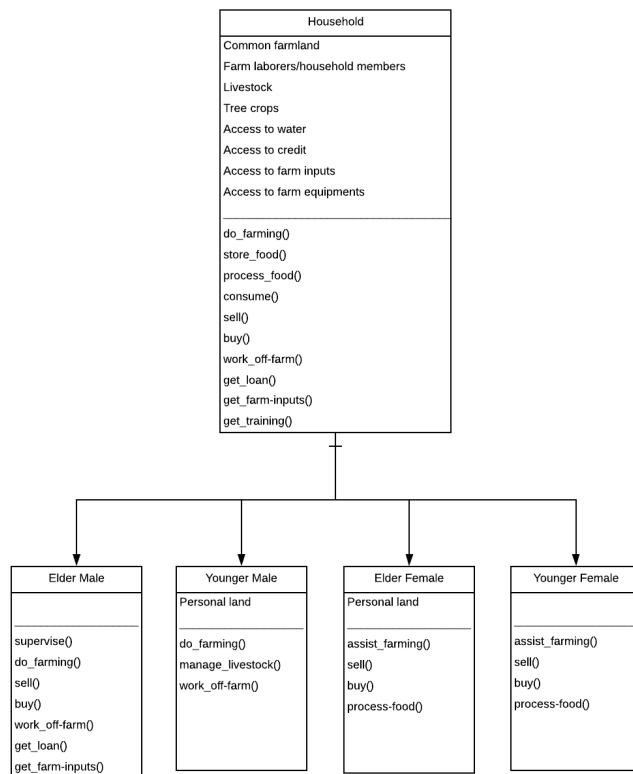 Household
Common farmland
Farm laborers/household members
Livestock
Tree crops
Access to water
Access to credit
Access to farm inputs
Access to farm equipments
do_farming()
store_food()
process_food()
consume()
sell()
buy()
work_off-farm()
get_loan()
get_farm-inputs()
get_training()
Elder Male
supervise()
do_farming()
sell()
buy()
work_off-farm()
get_loan()
get_farm-inputs()
Younger Male
Personal land
do_farming()
manage_livestock()
work_off-farm()
Elder Female
Personal land
assist_farming()
sell()
buy()
process-food()
Younger Female
assist_farming()
sell()
buy()
process-food()